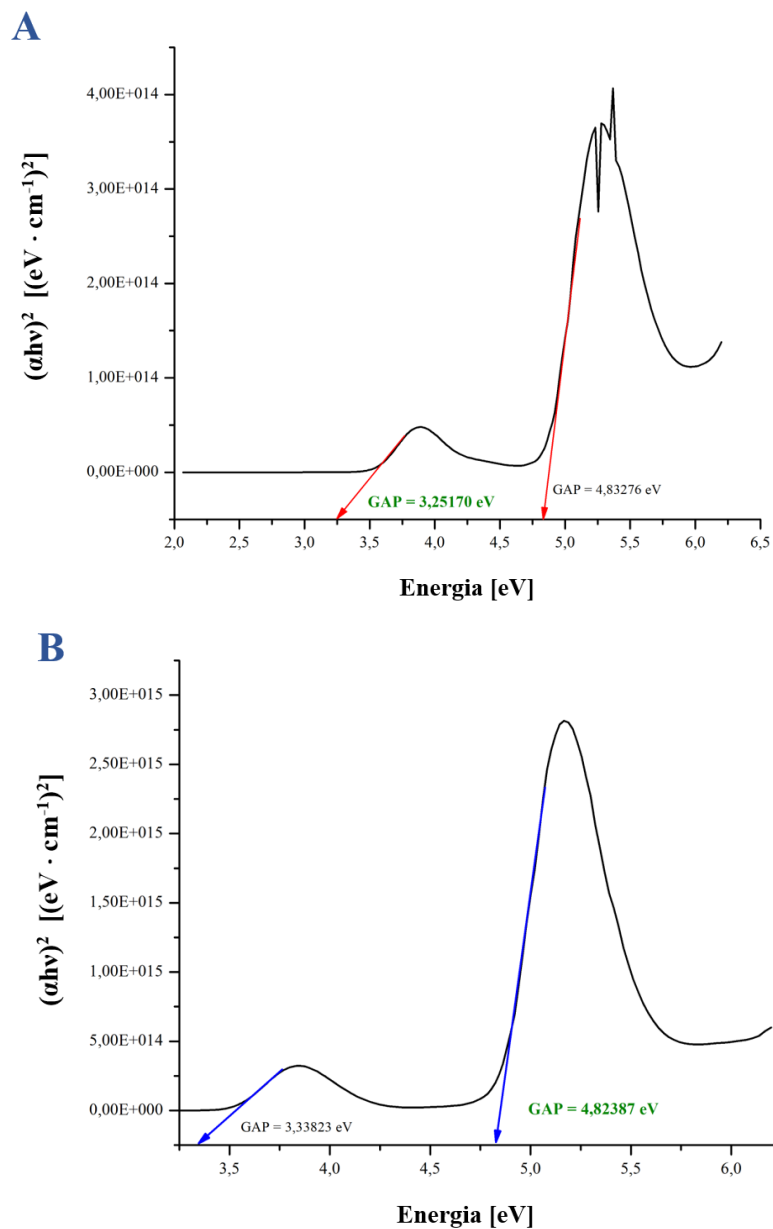 A
4,00E+014
3,00E+014
2,00E+014
1,00E+014
0,00E+000
(αhν)² [(eV · cm⁻¹)²]
GAP = 3,25170 eV
GAP = 4,83276 eV
2,0 2,5 3,0 3,5 4,0 4,5 5,0 5,5 6,0 6,5
Energia [eV]
B
3,00E+015
2,50E+015
2,00E+015
1,50E+015
1,00E+015
5,00E+014
0,00E+000
(αhν)² [(eV · cm⁻¹)²]
GAP = 3,33823 eV
GAP = 4,82387 eV
3,5 4,0 4,5 5,0 5,5 6,0
Energia [eV]